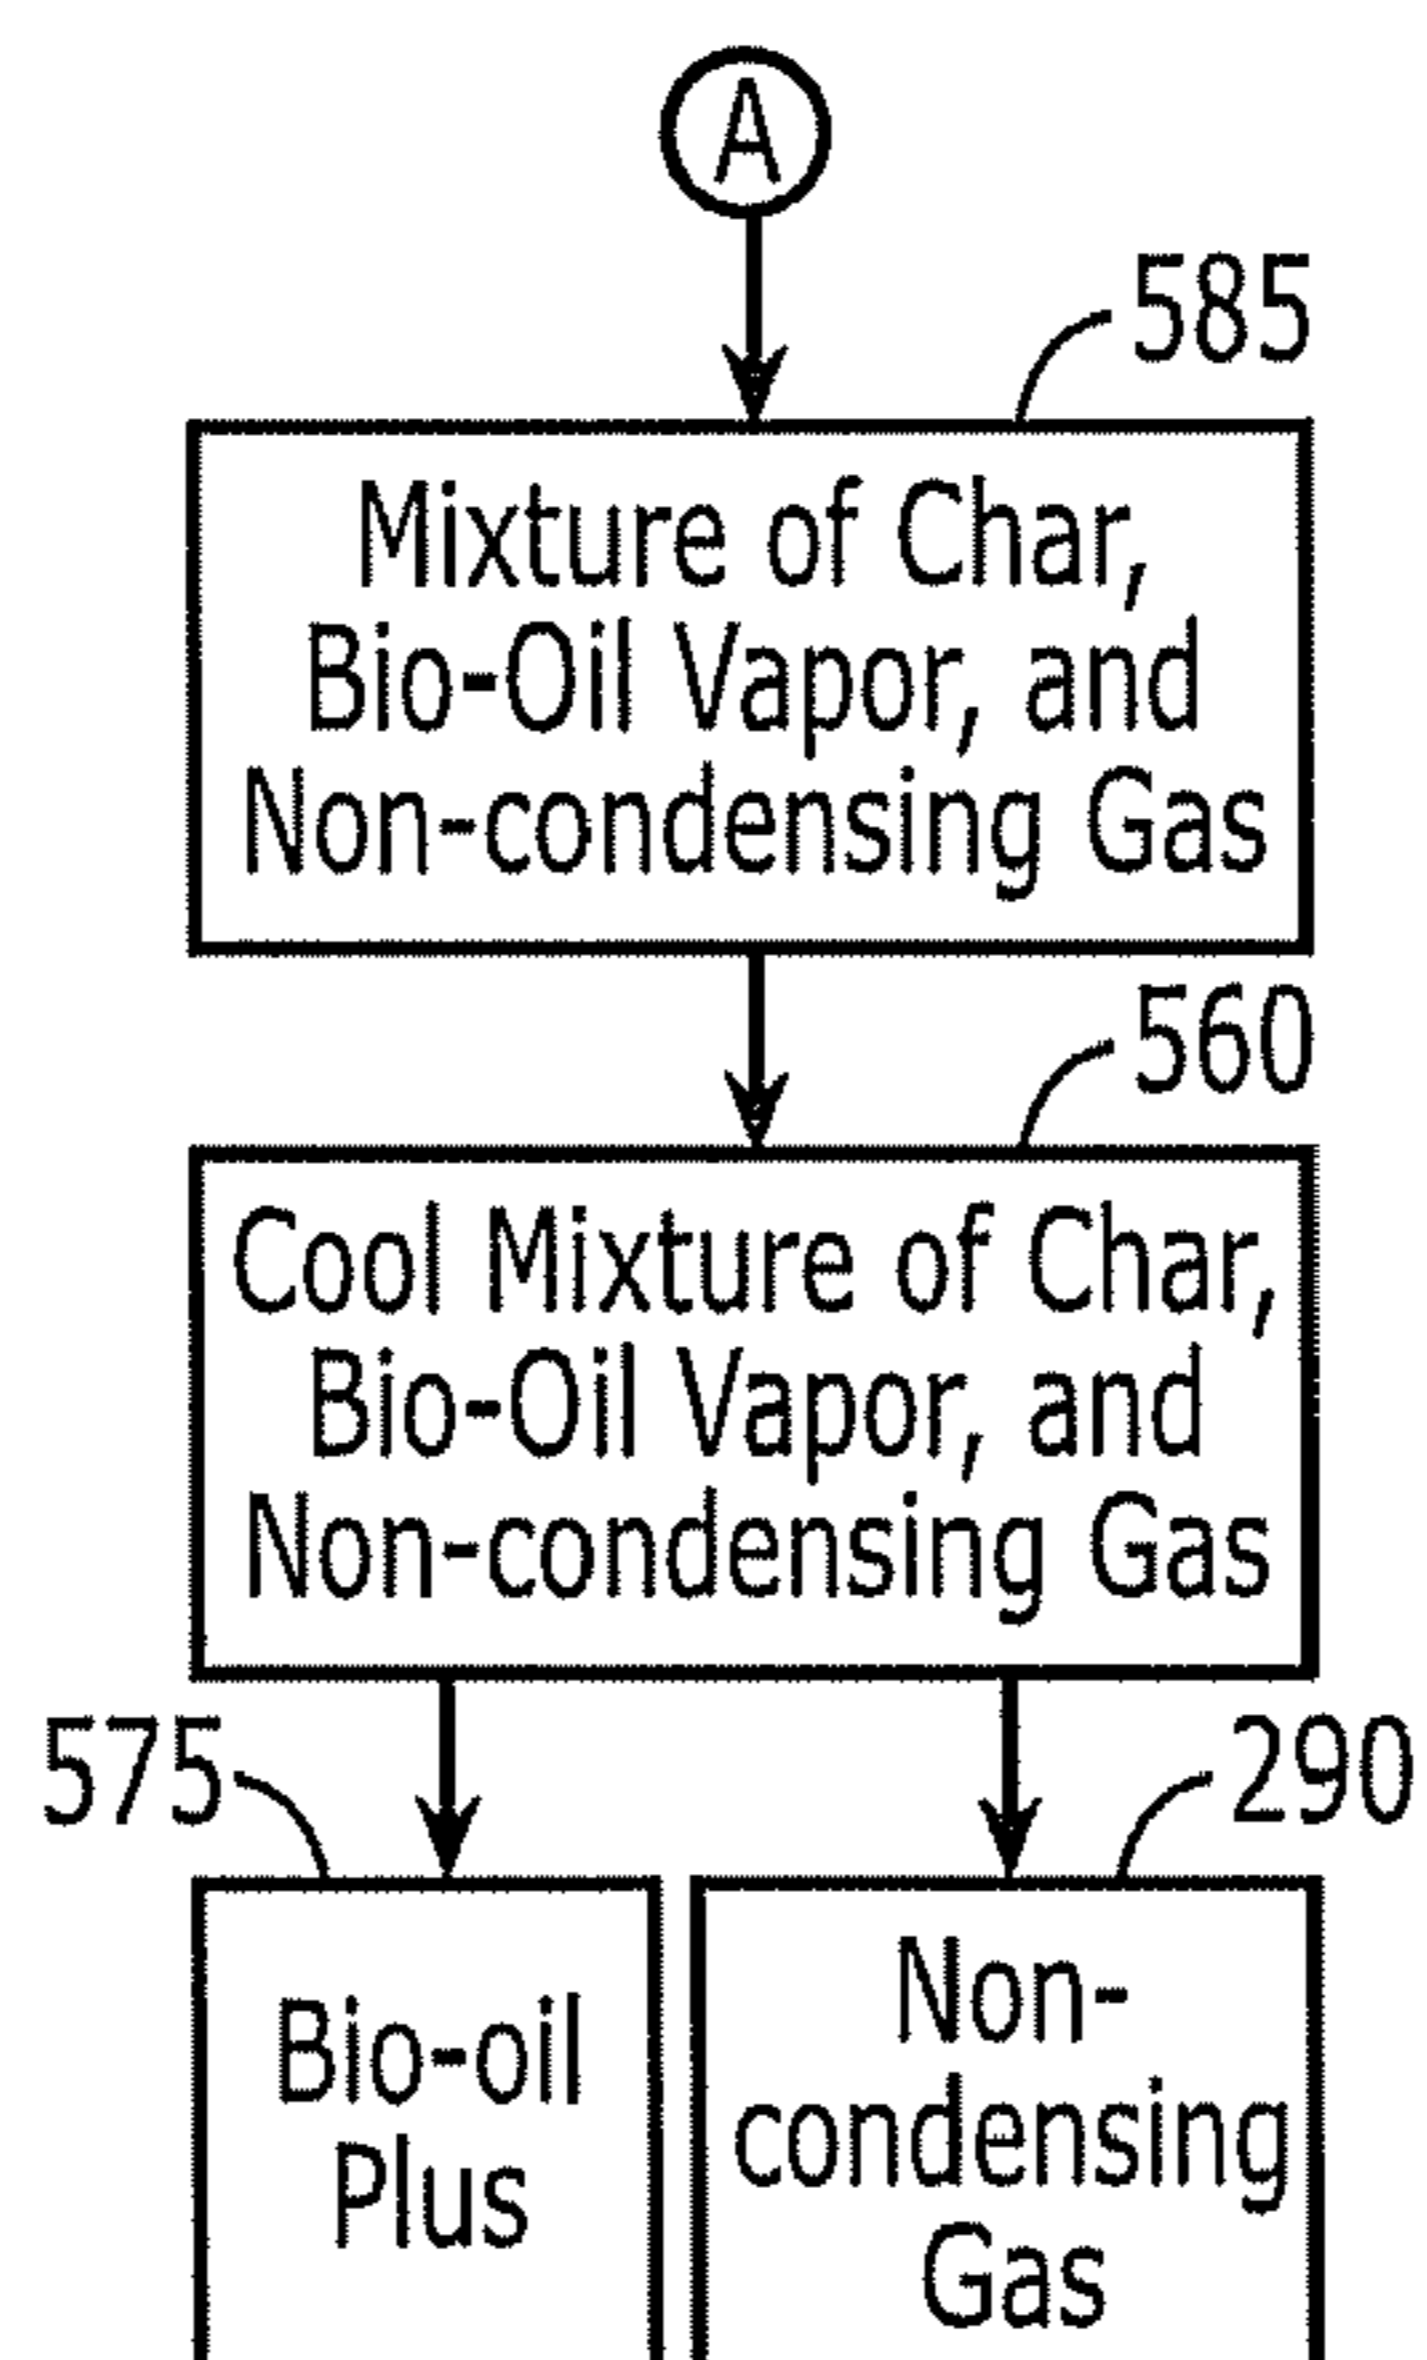 A
585
Mixture of Char,
Bio-Oil Vapor, and
Non-condensing Gas
560
Cool Mixture of Char,
Bio-Oil Vapor, and
Non-condensing Gas
575
290
Bio-oil
Plus
Non-
condensing
Gas